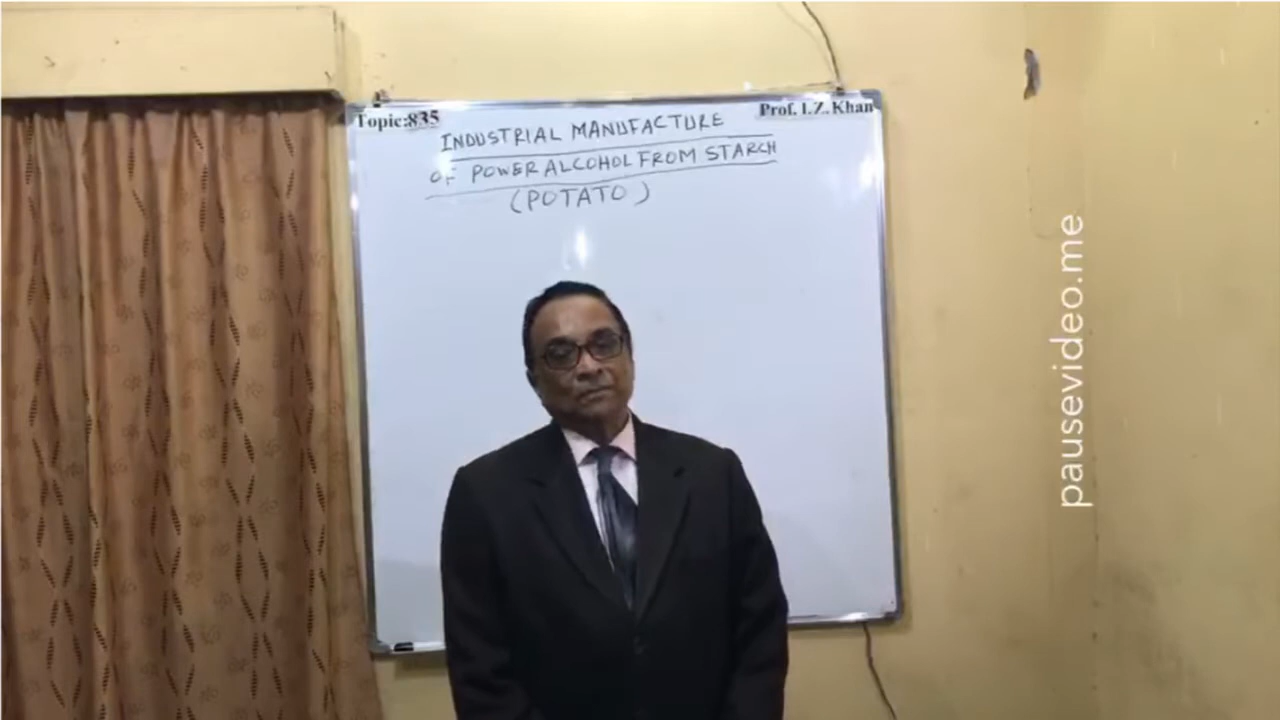 Topic:835
Prof. I.Z. Khan
INDUSTRIAL MANUFACTURE
OF POWER ALCOHOL FROM STARCH
(POTATO)
pausevideo.me